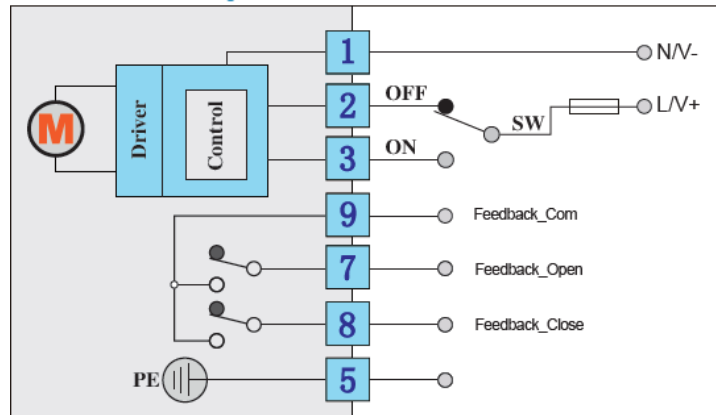 1
N/V-
2
OFF
L/V+
SW
M
Driver
Control
3
ON
9
Feedback_Com
7
Feedback_Open
8
Feedback_Close
PE
5